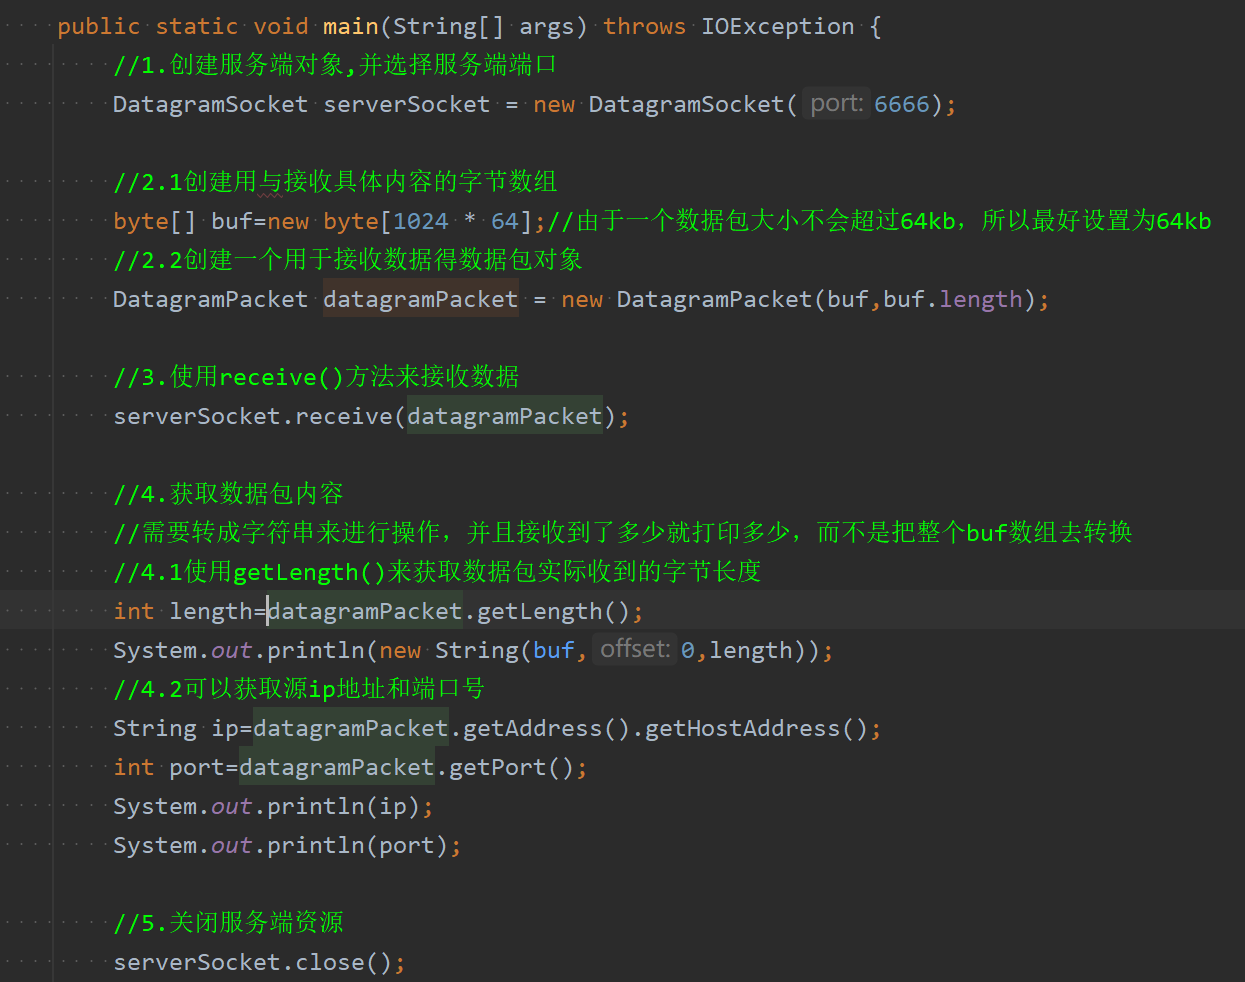 public static void main(String[] args) throws IOException {
//1.创建服务端对象,并选择服务端端口
DatagramSocket serverSocket = new DatagramSocket( port: 6666);
//2.1创建用与接收具体内容的字节数组
byte[] buf=new byte[1024 * 64];//由于一个数据包大小不会超过64kb，所以最好设置为64kb
//2.2创建一个用于接收数据得数据包对象
DatagramPacket datagramPacket = new DatagramPacket(buf,buf.length);
//3.使用receive()方法来接收数据
serverSocket.receive(datagramPacket);
//4.获取数据包内容
//需要转成字符串来进行操作，并且接收到了多少就打印多少，而不是把整个buf数组去转换
//4.1使用getLength()来获取数据包实际收到的字节长度
int length=datagramPacket.getLength();
System.out.println(new String(buf, offset: 0,length));
//4.2可以获取源ip地址和端口号
String ip=datagramPacket.getAddress().getHostAddress();
int port=datagramPacket.getPort();
System.out.println(ip);
System.out.println(port);
//5.关闭服务端资源
serverSocket.close();